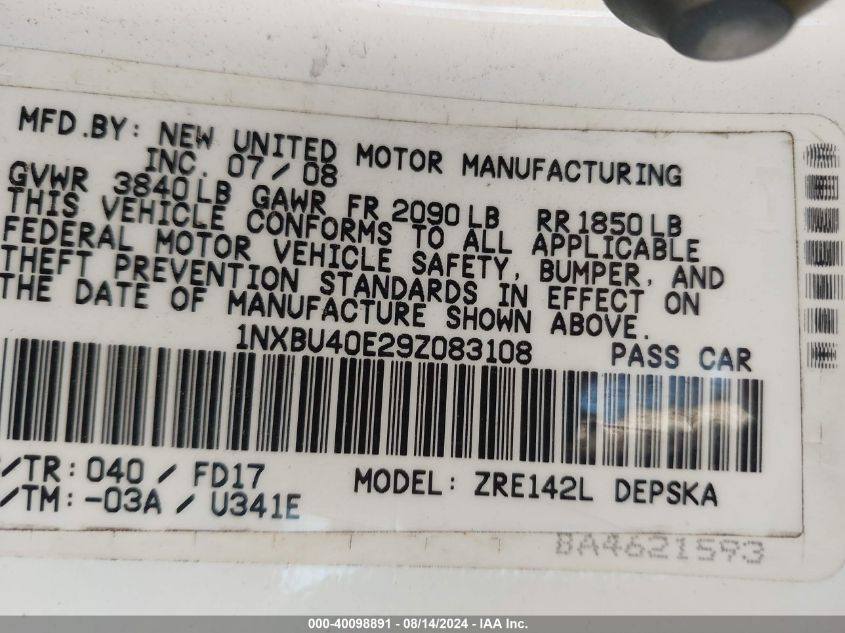 MFD.BY: NEW UNITED MOTOR MANUFACTURING
INC. 07/08
GVWR 3840LB GAWR FR 2090LB RR 1850LB
THIS VEHICLE CONFORMS TO ALL APPLICABLE
FEDERAL MOTOR VEHICLE SAFETY, BUMPER, AND
THEFT PREVENTION STANDARDS IN EFFECT ON
THE DATE OF MANUFACTURE SHOWN ABOVE.
1NXBU40E29Z083108 PASS CAR
/TR: 040 / FD17 MODEL: ZRE142L DEPSKA
/TM: -03A / U341E
8A4621593
000-40098891 - 08/14/2024 - IAA Inc.